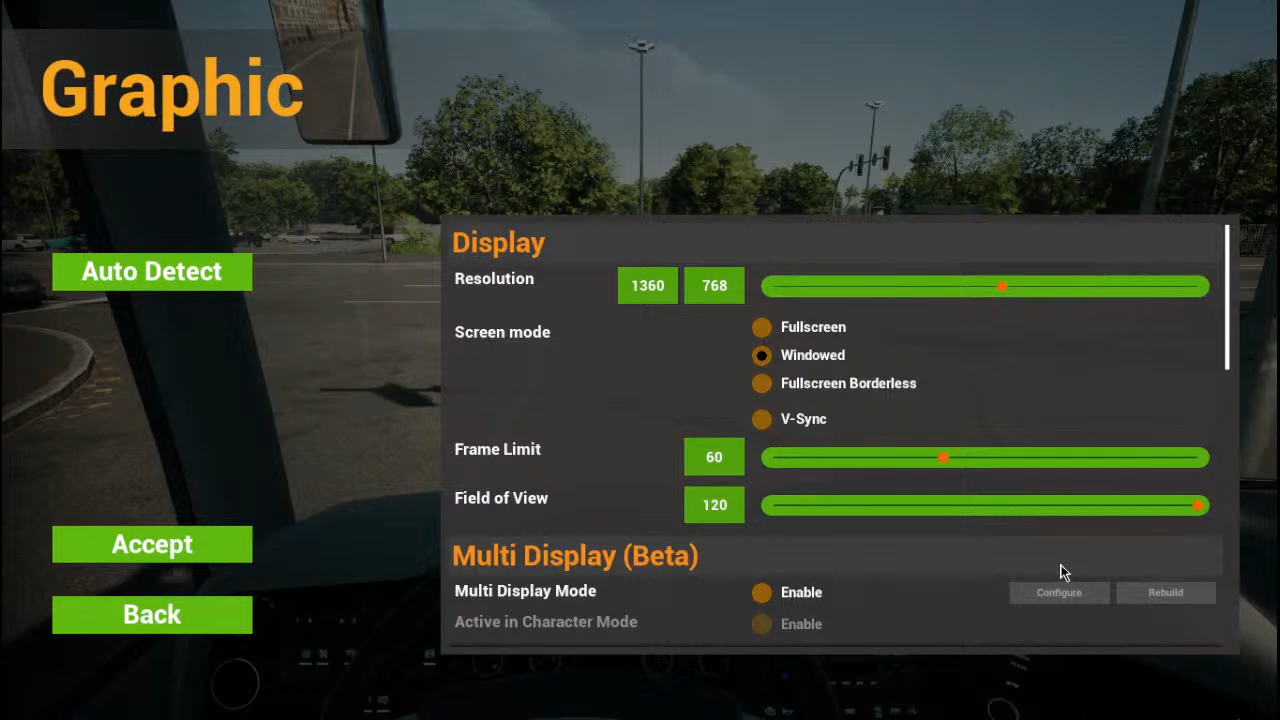 Graphic
Auto Detect
Accept
Back
Display
Resolution 1360 768
Screen mode Fullscreen
Windowed
Fullscreen Borderless
V-Sync
Frame Limit 60
Field of View 120
Multi Display (Beta)
Multi Display Mode Enable Configure Rebuild
Active in Character Mode Enable